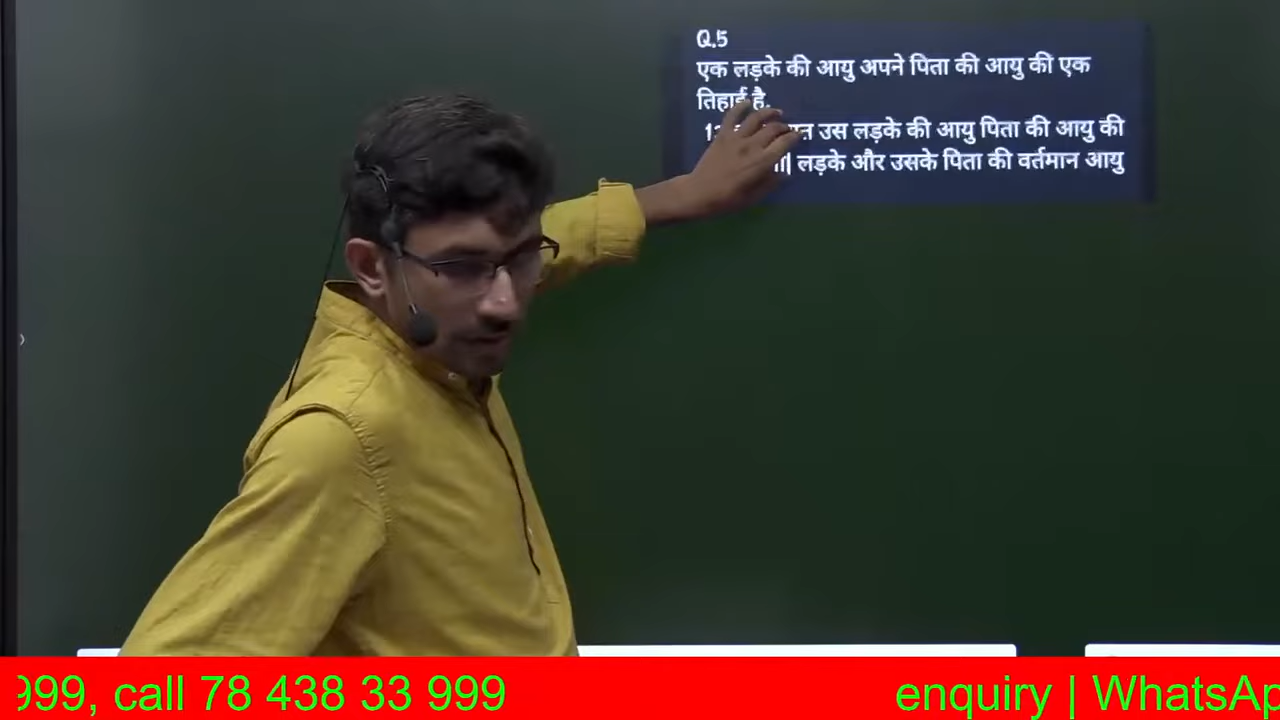 Q.5
एक लड़के की आयु अपने पिता की आयु की एक
तिहाई है.
उस लड़के की आयु पिता की आयु की
लड़के और उसके पिता की वर्तमान आयु
999, call 78 438 33 999
enquiry | WhatsAp